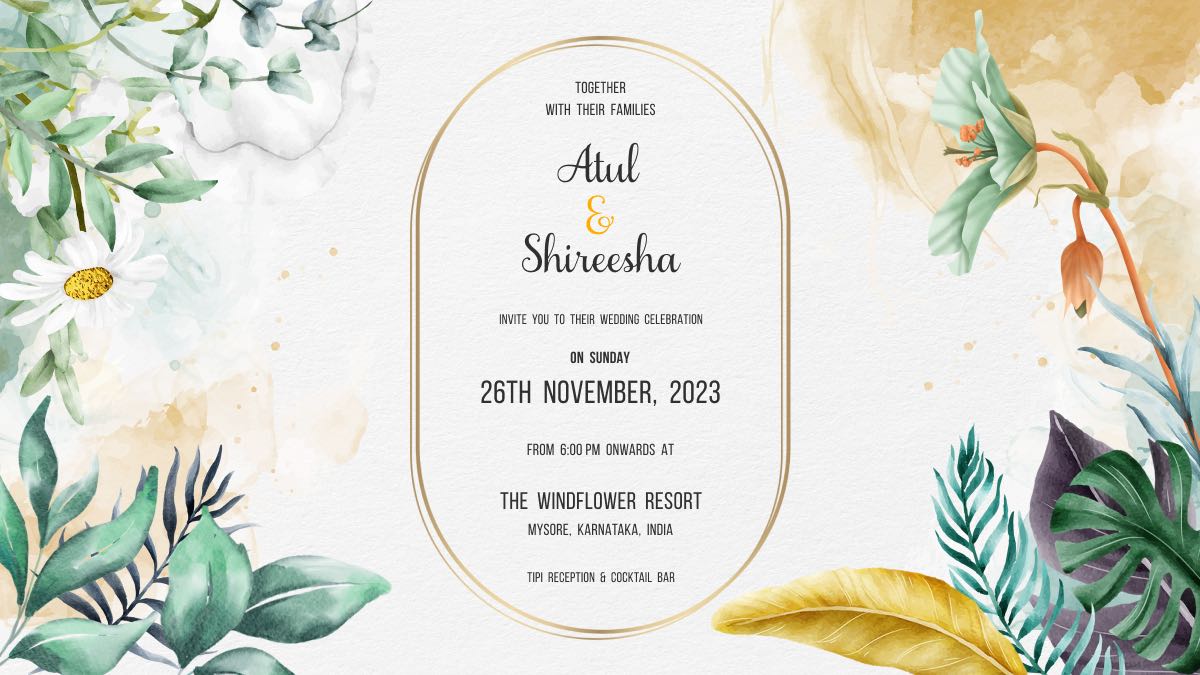 TOGETHER
WITH THEIR FAMILIES
Atul
&
Shireesha
INVITE YOU TO THEIR WEDDING CELEBRATION
ON SUNDAY
26TH NOVEMBER, 2023
FROM 6:00 PM ONWARDS AT
THE WINDFLOWER RESORT
MYSORE, KARNATAKA, INDIA
TIPI RECEPTION & COCKTAIL BAR